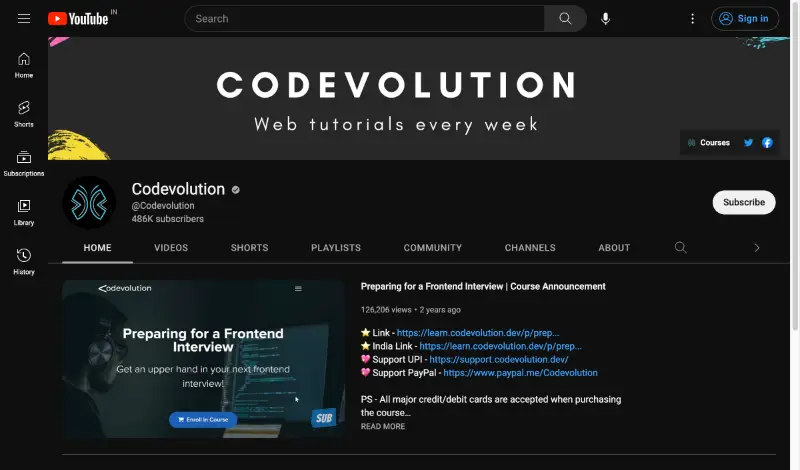 YouTube IN
Search
Sign in
Home
Shorts
Subscriptions
Library
History
CODEVOLUTION
Web tutorials every week
Courses
Codevolution
@Codevolution
486K subscribers
Subscribe
HOME VIDEOS SHORTS PLAYLISTS COMMUNITY CHANNELS ABOUT
Codevolution
Preparing for a Frontend
Interview
Get an upper hand in your next frontend
interview!
Enroll in Course
SUB
Preparing for a Frontend Interview | Course Announcement
126,206 views • 2 years ago
⭐ Link - https://learn.codevolution.dev/p/prep...
⭐ India Link - https://learn.codevolution.dev/p/prep...
💖 Support UPI - https://support.codevolution.dev/
💖 Support PayPal - https://www.paypal.me/Codevolution
PS - All major credit/debit cards are accepted when purchasing
the course...
READ MORE